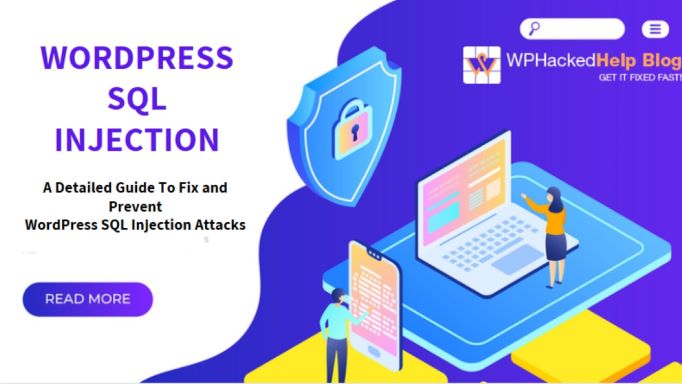 WORDPRESS
SQL
INJECTION
A Detailed Guide To Fix and
Prevent
WordPress SQL Injection Attacks
READ MORE
WPHackedHelp Blog
GET IT FIXED FAST!